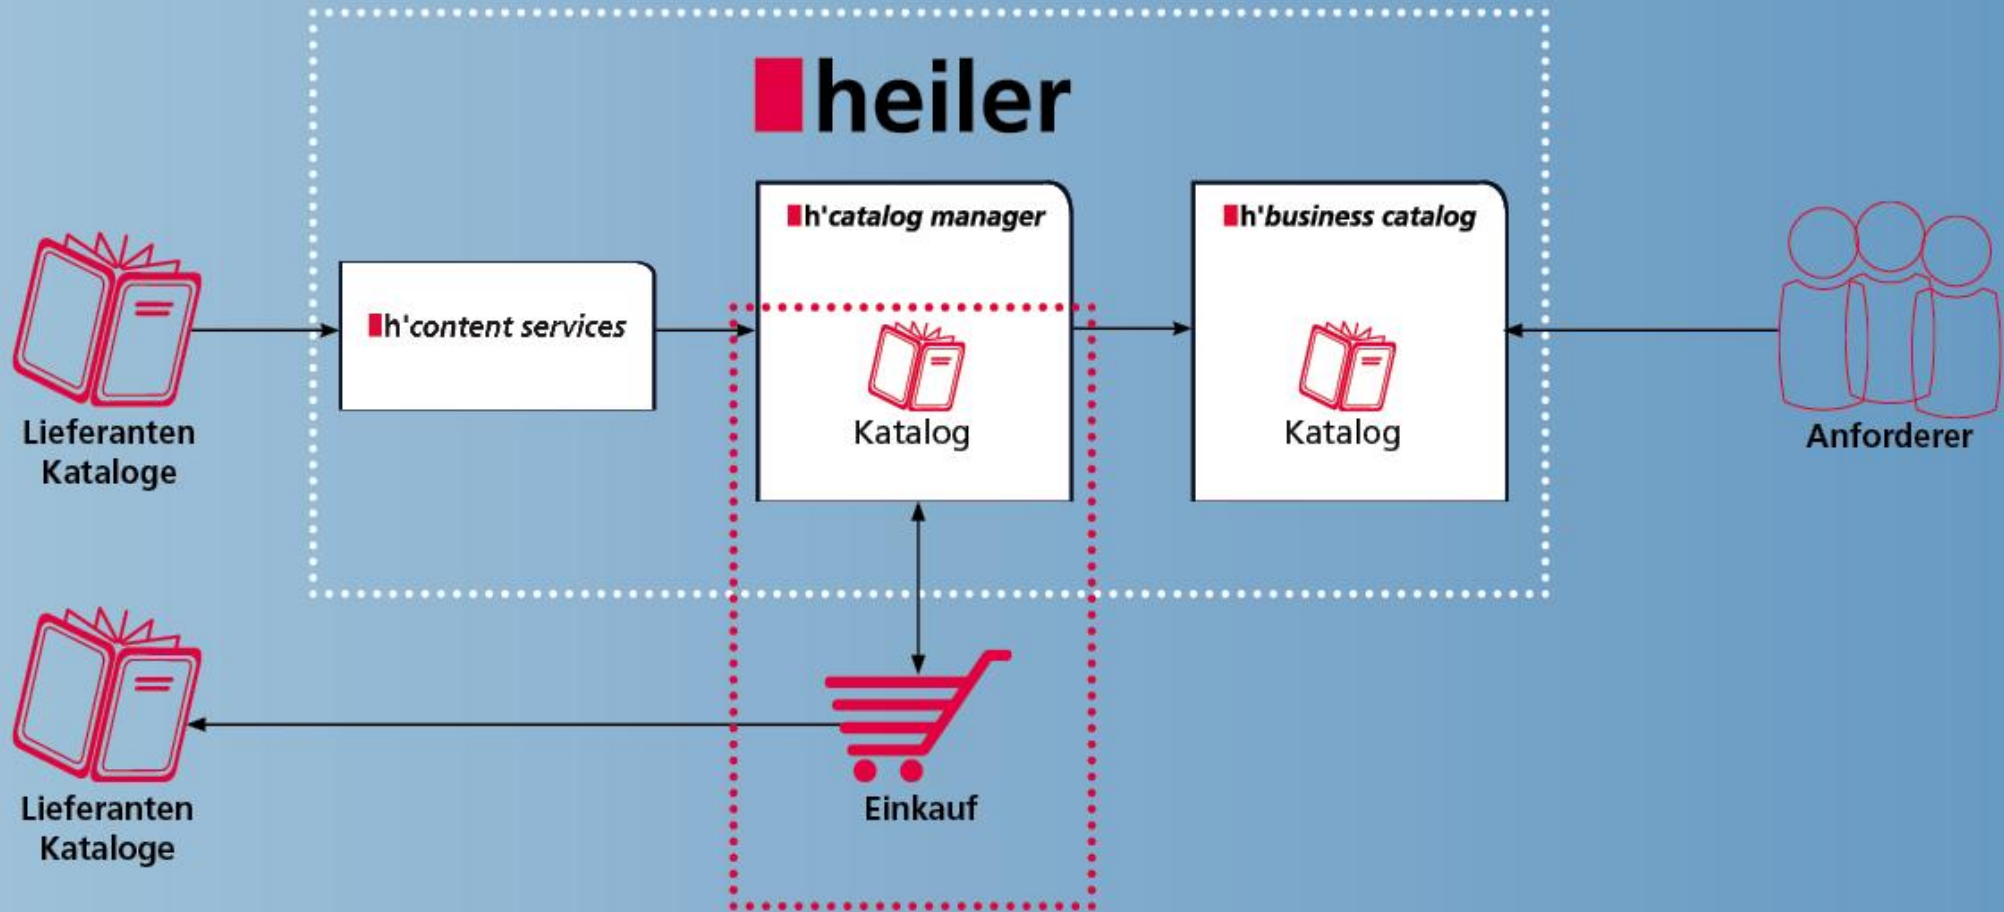 heiler
h'catalog manager
h'business catalog
h'content services
Katalog
Katalog
Lieferanten
Kataloge
Anforderer
Lieferanten
Kataloge
Einkauf